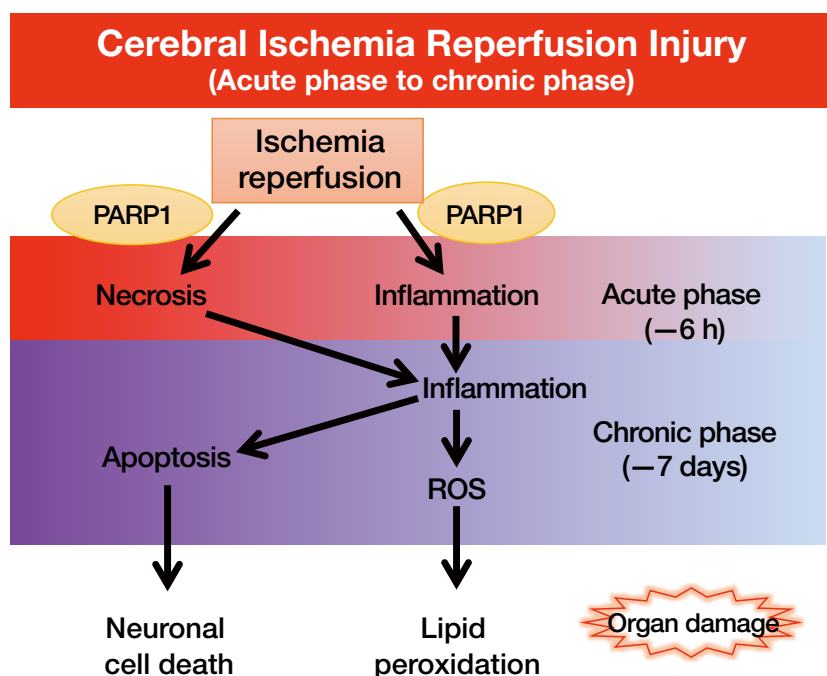 Cerebral Ischemia Reperfusion Injury
(Acute phase to chronic phase)
Ischemia
reperfusion
PARP1
PARP1
Necrosis
Inflammation
Acute phase
(—6 h)
Inflammation
Chronic phase
(—7 days)
Apoptosis
ROS
Neuronal
cell death
Lipid
peroxidation
Organ damage